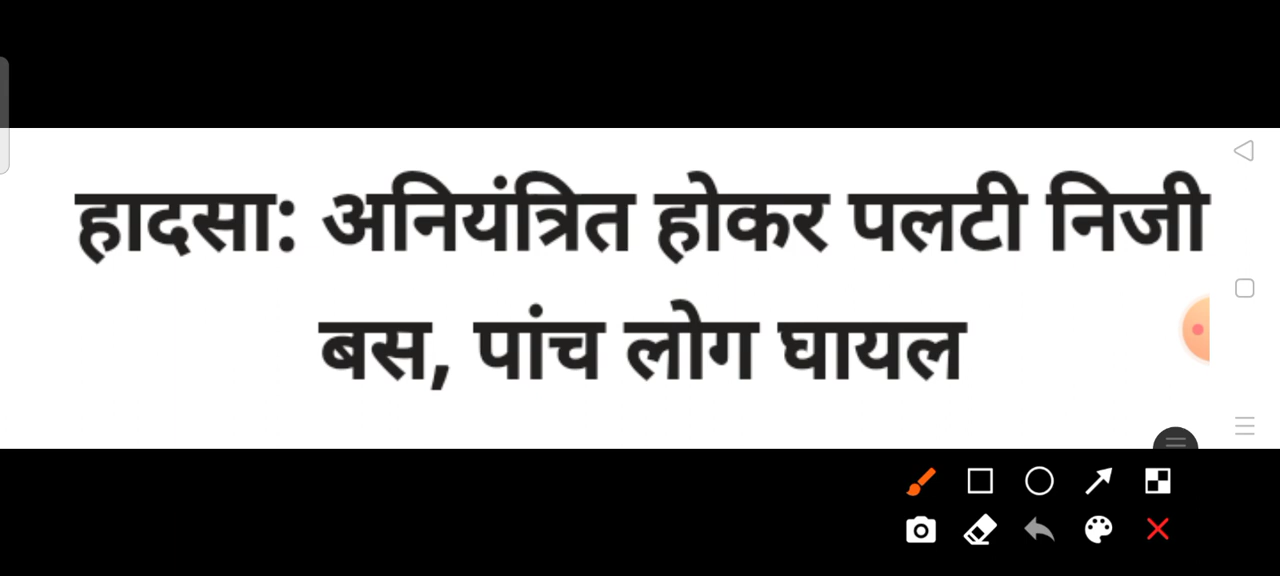 हादसा: अनियंत्रित होकर पलटी निजी
बस, पांच लोग घायल